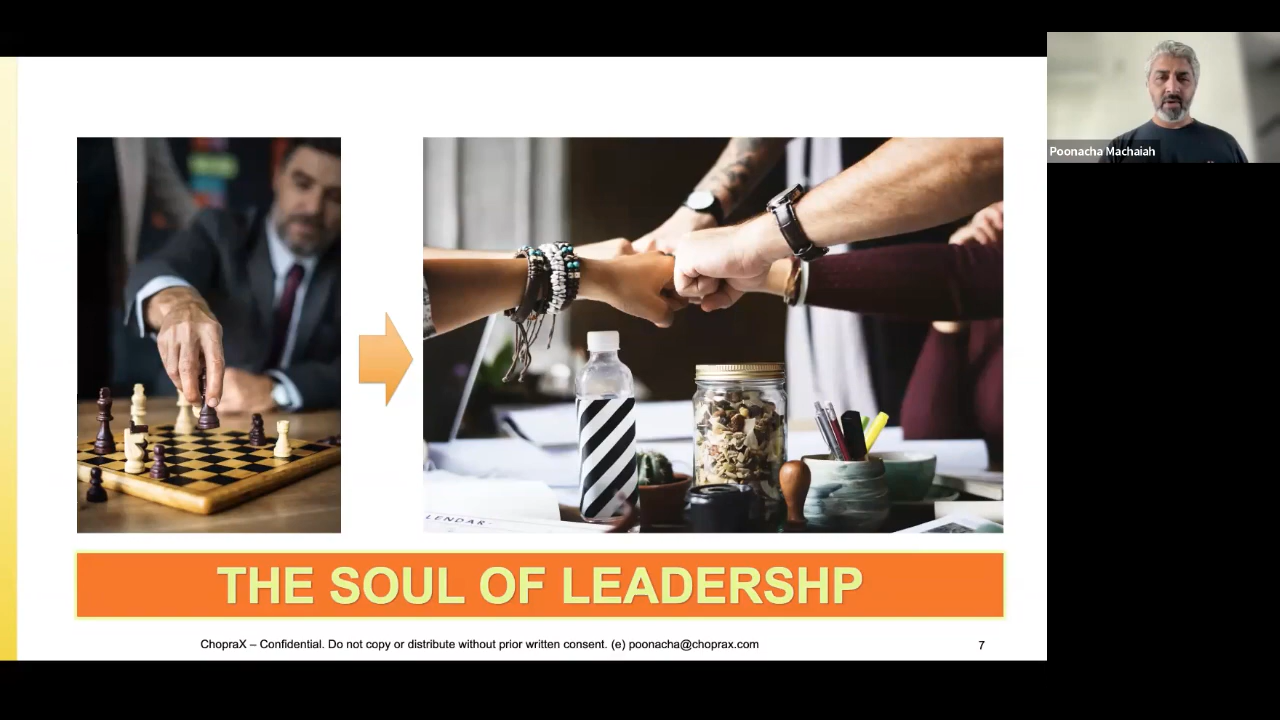 Poonacha Machaiah
LENDAR
THE SOUL OF LEADERSHP
ChopraX – Confidential. Do not copy or distribute without prior written consent. (e) poonacha@choprax.com
7